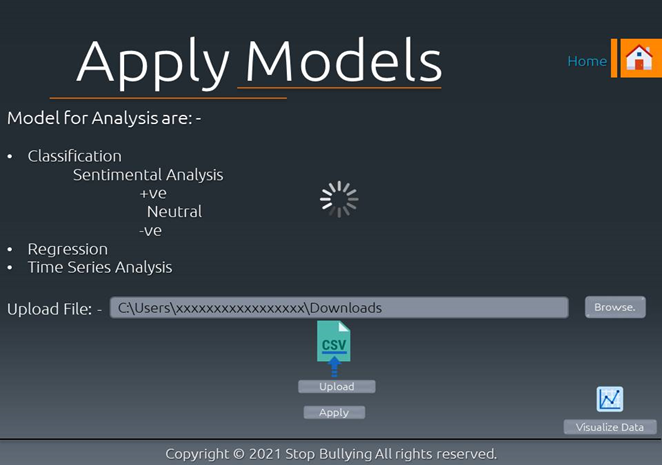 Apply Models
Home
Model for Analysis are: -
• Classification
Sentimental Analysis
+ve
Neutral
-ve
• Regression
• Time Series Analysis
Upload File: - C:\Users\xxxxxxxxxxxxxxxxx\Downloads Browse.
CSV
Upload
Apply
Visualize Data
Copyright © 2021 Stop Bullying All rights reserved.